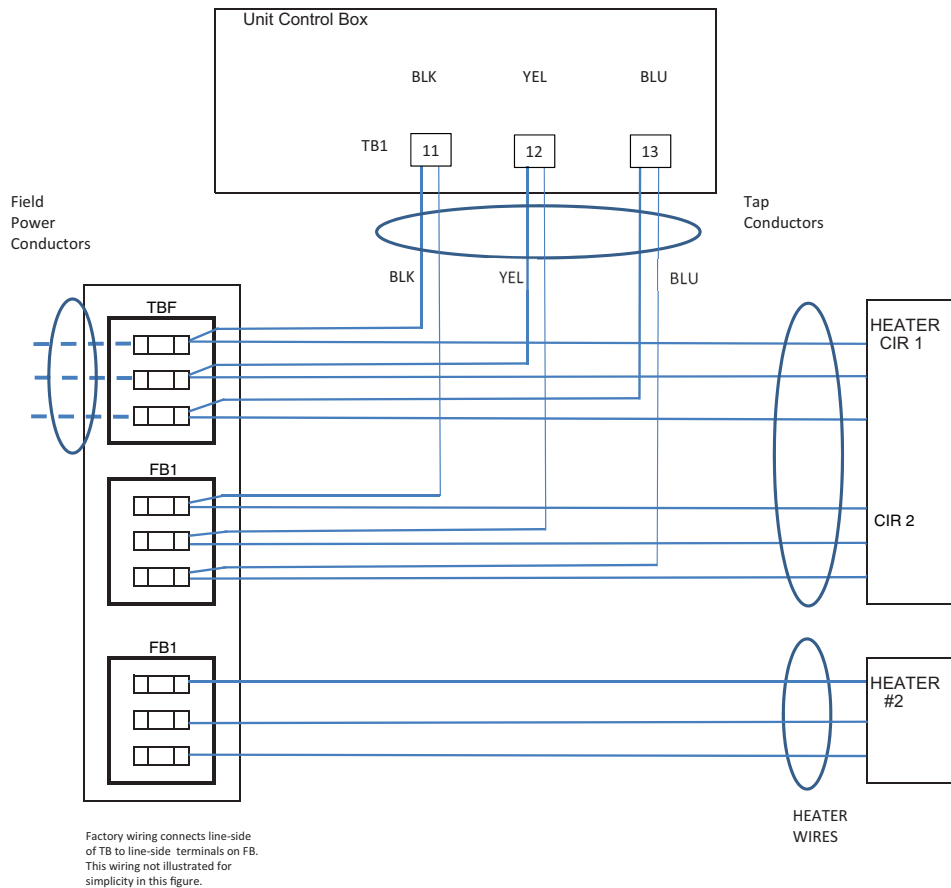 Unit Control Box
BLK YEL BLU
TB1 11 12 13
Field
Power
Conductors
Tap
Conductors
BLK YEL BLU
TBF
HEATER
CIR 1
FB1
CIR 2
FB1
HEATER
#2
HEATER
WIRES
Factory wiring connects line-side
of TB to line-side terminals on FB.
This wiring not illustrated for
simplicity in this figure.